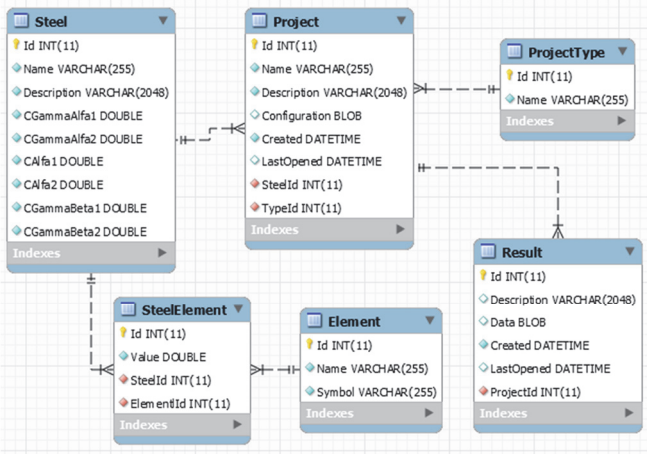 Steel
Id INT(11)
Name VARCHAR(255)
Description VARCHAR(2048)
CGammaAlfa1 DOUBLE
CGammaAlfa2 DOUBLE
CAlfa1 DOUBLE
CAlfa2 DOUBLE
CGammaBeta1 DOUBLE
CGammaBeta2 DOUBLE
Indexes
Project
Id INT(11)
Name VARCHAR(255)
Description VARCHAR(2048)
Configuration BLOB
Created DATETIME
LastOpened DATETIME
SteelId INT(11)
TypeId INT(11)
Indexes
ProjectType
Id INT(11)
Name VARCHAR(255)
Indexes
SteelElement
Id INT(11)
Value DOUBLE
SteelId INT(11)
ElementId INT(11)
Indexes
Element
Id INT(11)
Name VARCHAR(255)
Symbol VARCHAR(255)
Indexes
Result
Id INT(11)
Description VARCHAR(2048)
Data BLOB
Created DATETIME
LastOpened DATETIME
ProjectId INT(11)
Indexes